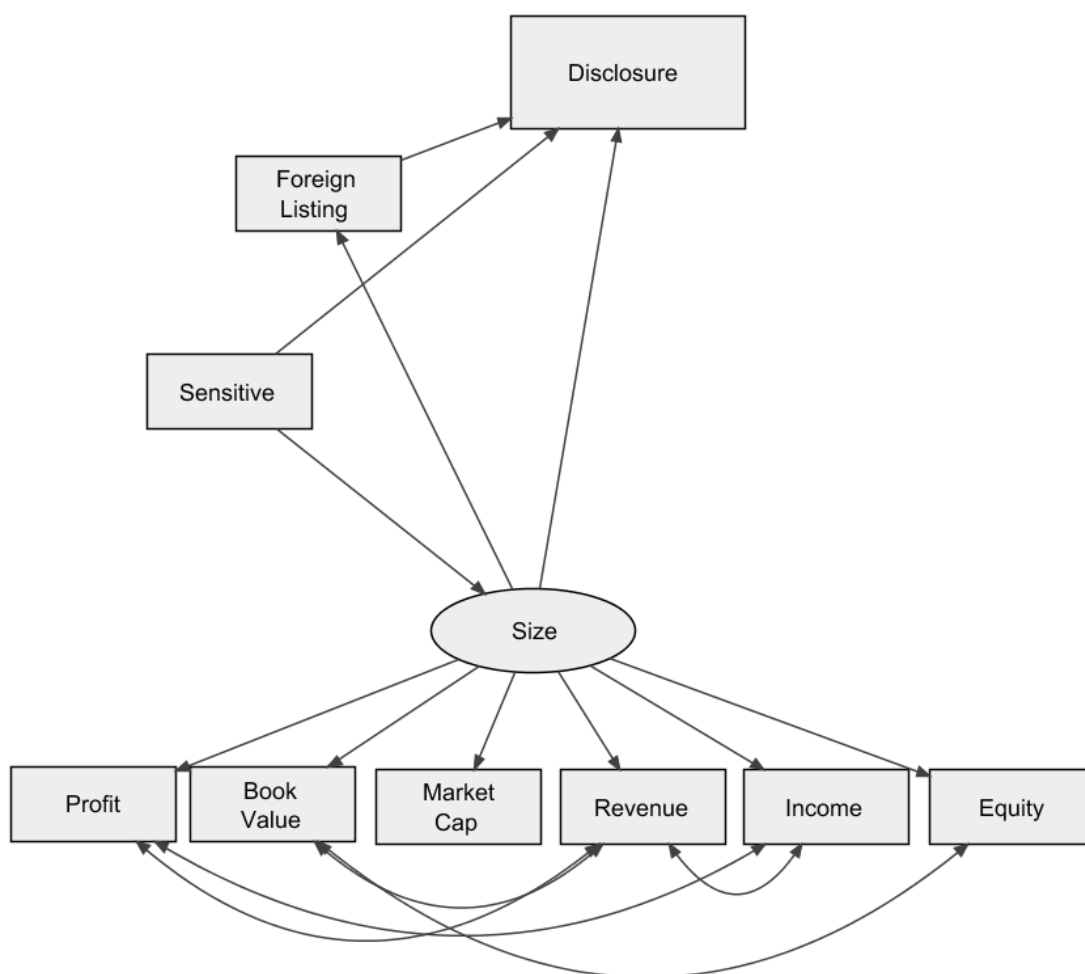 Disclosure
Foreign
Listing
Sensitive
Size
Profit
Book
Value
Market
Cap
Revenue
Income
Equity